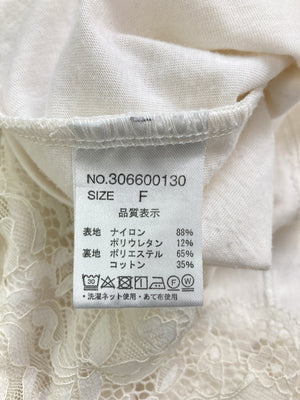 NO.306600130
SIZE F
品質表示
表地 ナイロン 88%
ポリウレタン 12%
裏地 ポリエステル 65%
コットン 35%
・洗濯ネット使用・あて布使用